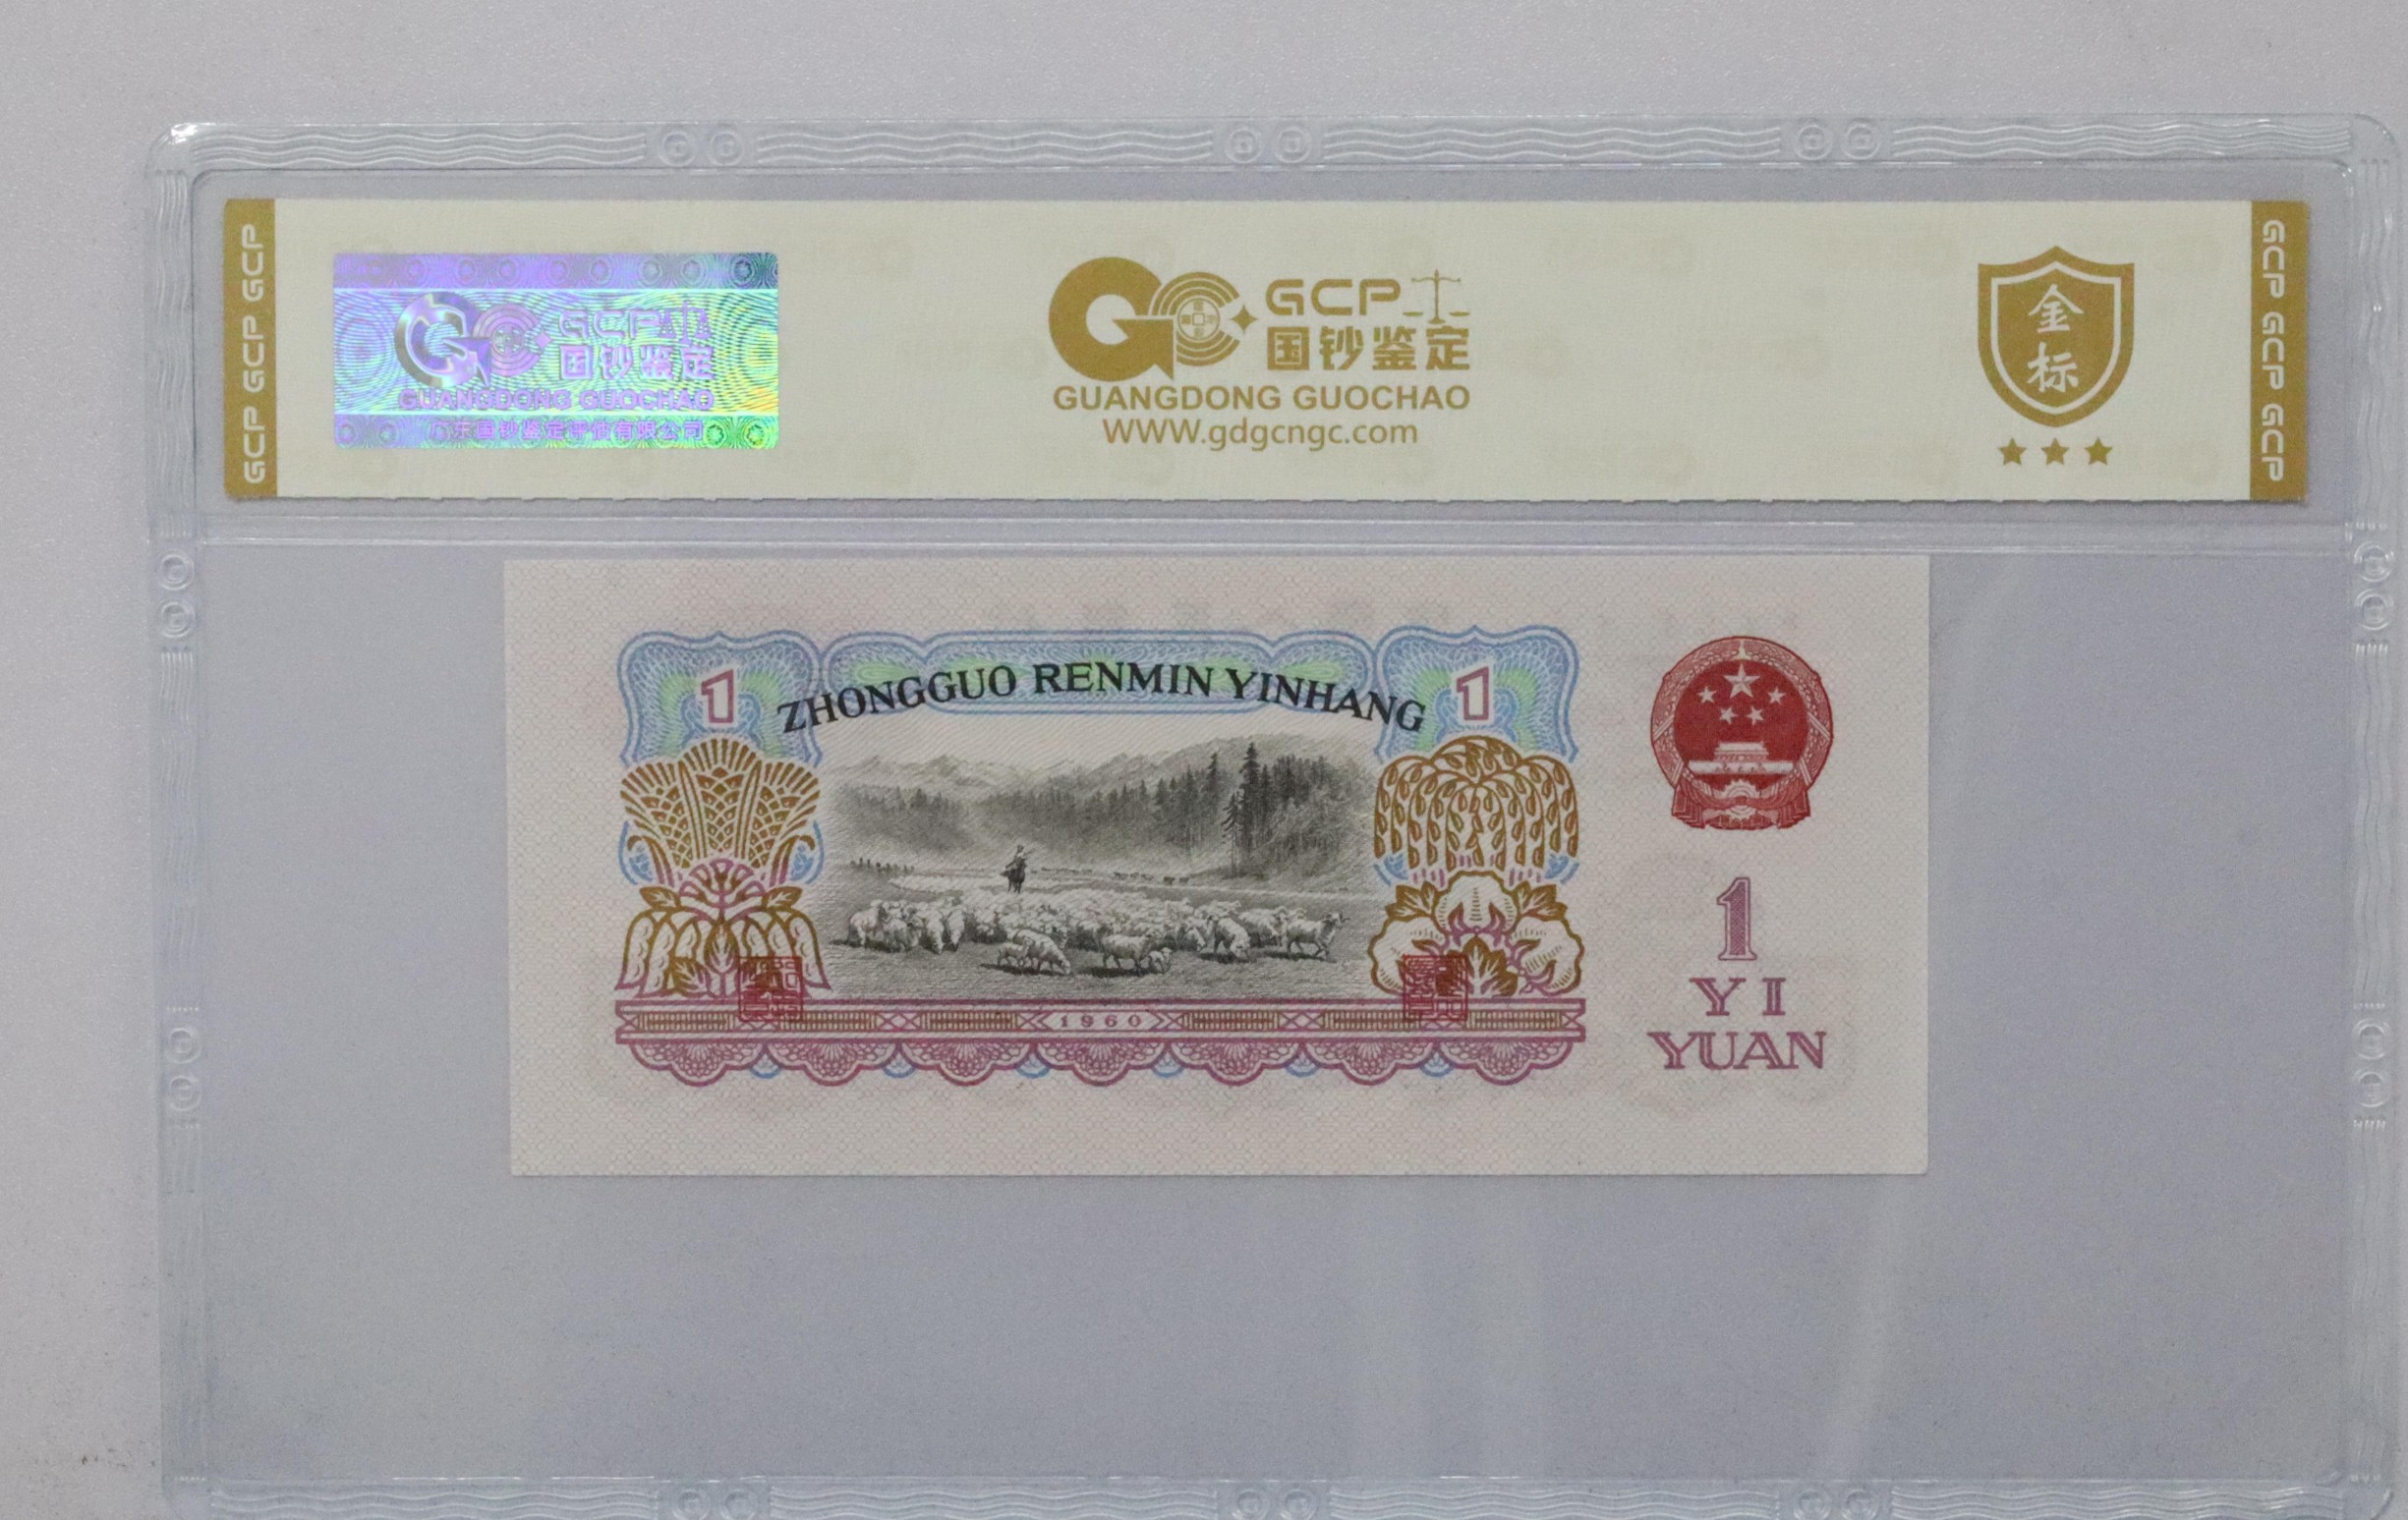 GCP GCP GCP
GCP
国钞鉴定
GUANGDONG GUOCHAO
广东国钞鉴定评估有限公司
GCP
国钞鉴定
GUANGDONG GUOCHAO
www.gdgcngc.com
金
标
GCP GCP GCP
1
ZHONGGUO RENMIN YINHANG
1
1960
1
YI
YUAN